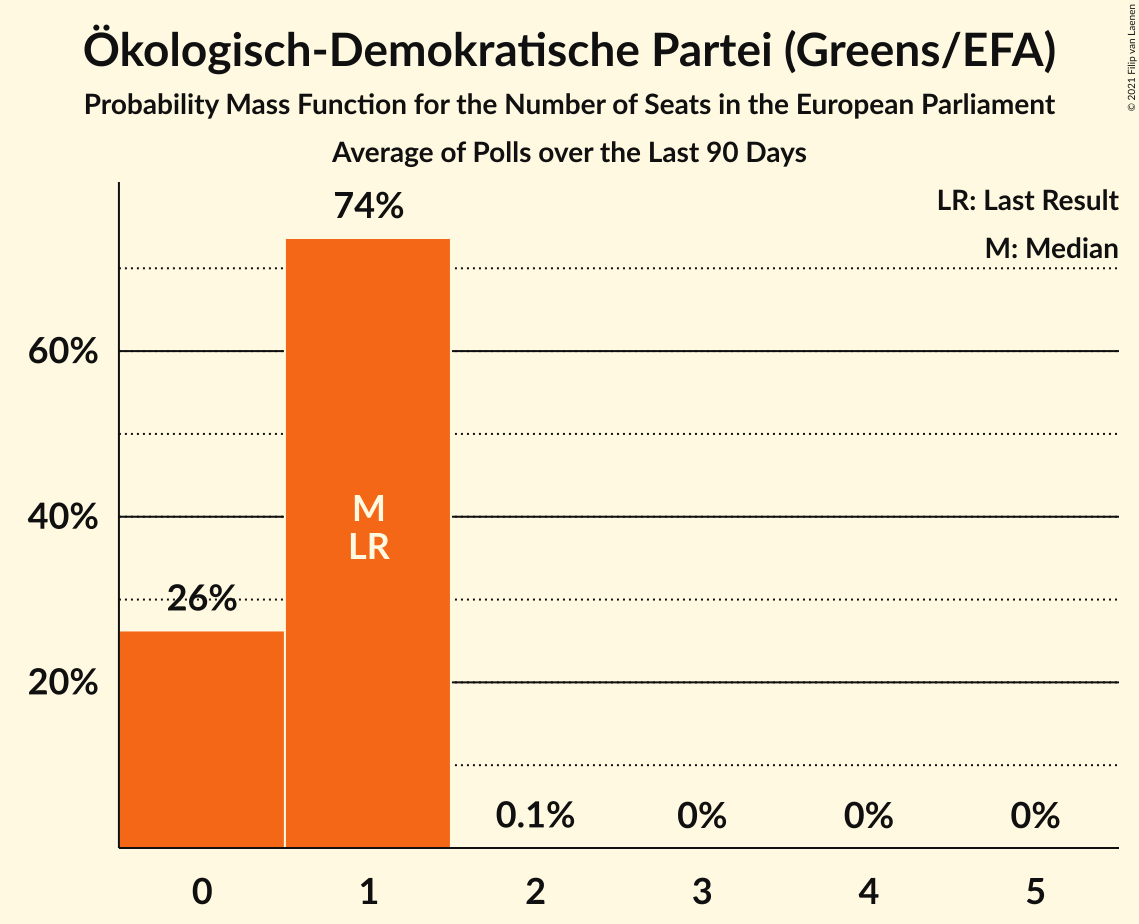 Ökologisch-Demokratische Partei (Greens/EFA)
Probability Mass Function for the Number of Seats in the European Parliament
Average of Polls over the Last 90 Days
© 2021 Filip van Laenen
LR: Last Result
M: Median
74%
60%
M
40%
LR
26%
20%
0.1% 0% 0% 0%
0 1 2 3 4 5